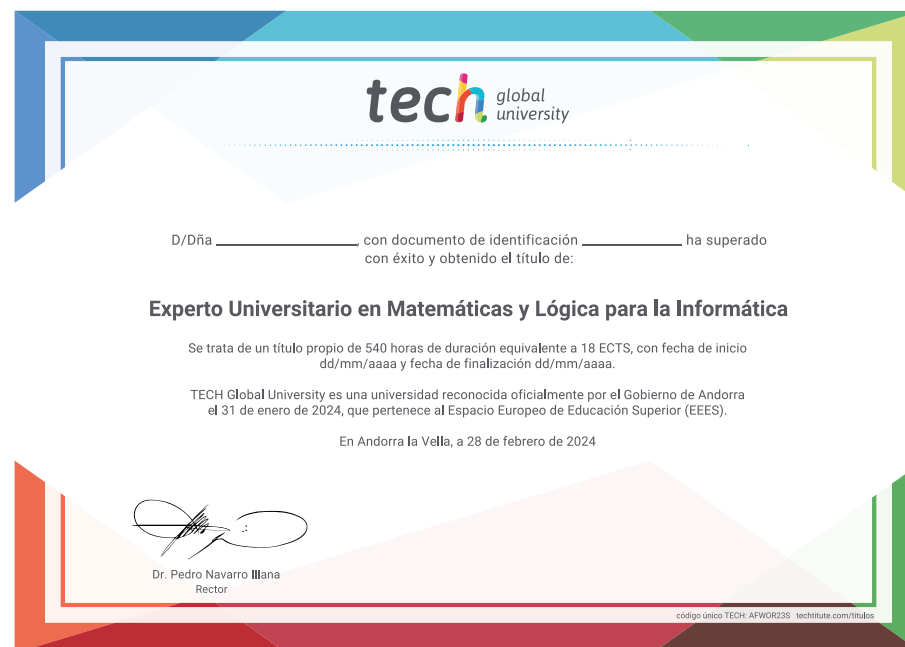 tech global university
D/Dña ________________, con documento de identificación ____________ ha superado
con éxito y obtenido el título de:
Experto Universitario en Matemáticas y Lógica para la Informática
Se trata de un título propio de 540 horas de duración equivalente a 18 ECTS, con fecha de inicio
dd/mm/aaaa y fecha de finalización dd/mm/aaaa.
TECH Global University es una universidad reconocida oficialmente por el Gobierno de Andorra
el 31 de enero de 2024, que pertenece al Espacio Europeo de Educación Superior (EEES).
En Andorra la Vella, a 28 de febrero de 2024
Dr. Pedro Navarro Illana
Rector
código único TECH: AFWOR23S techtitute.com/titulos